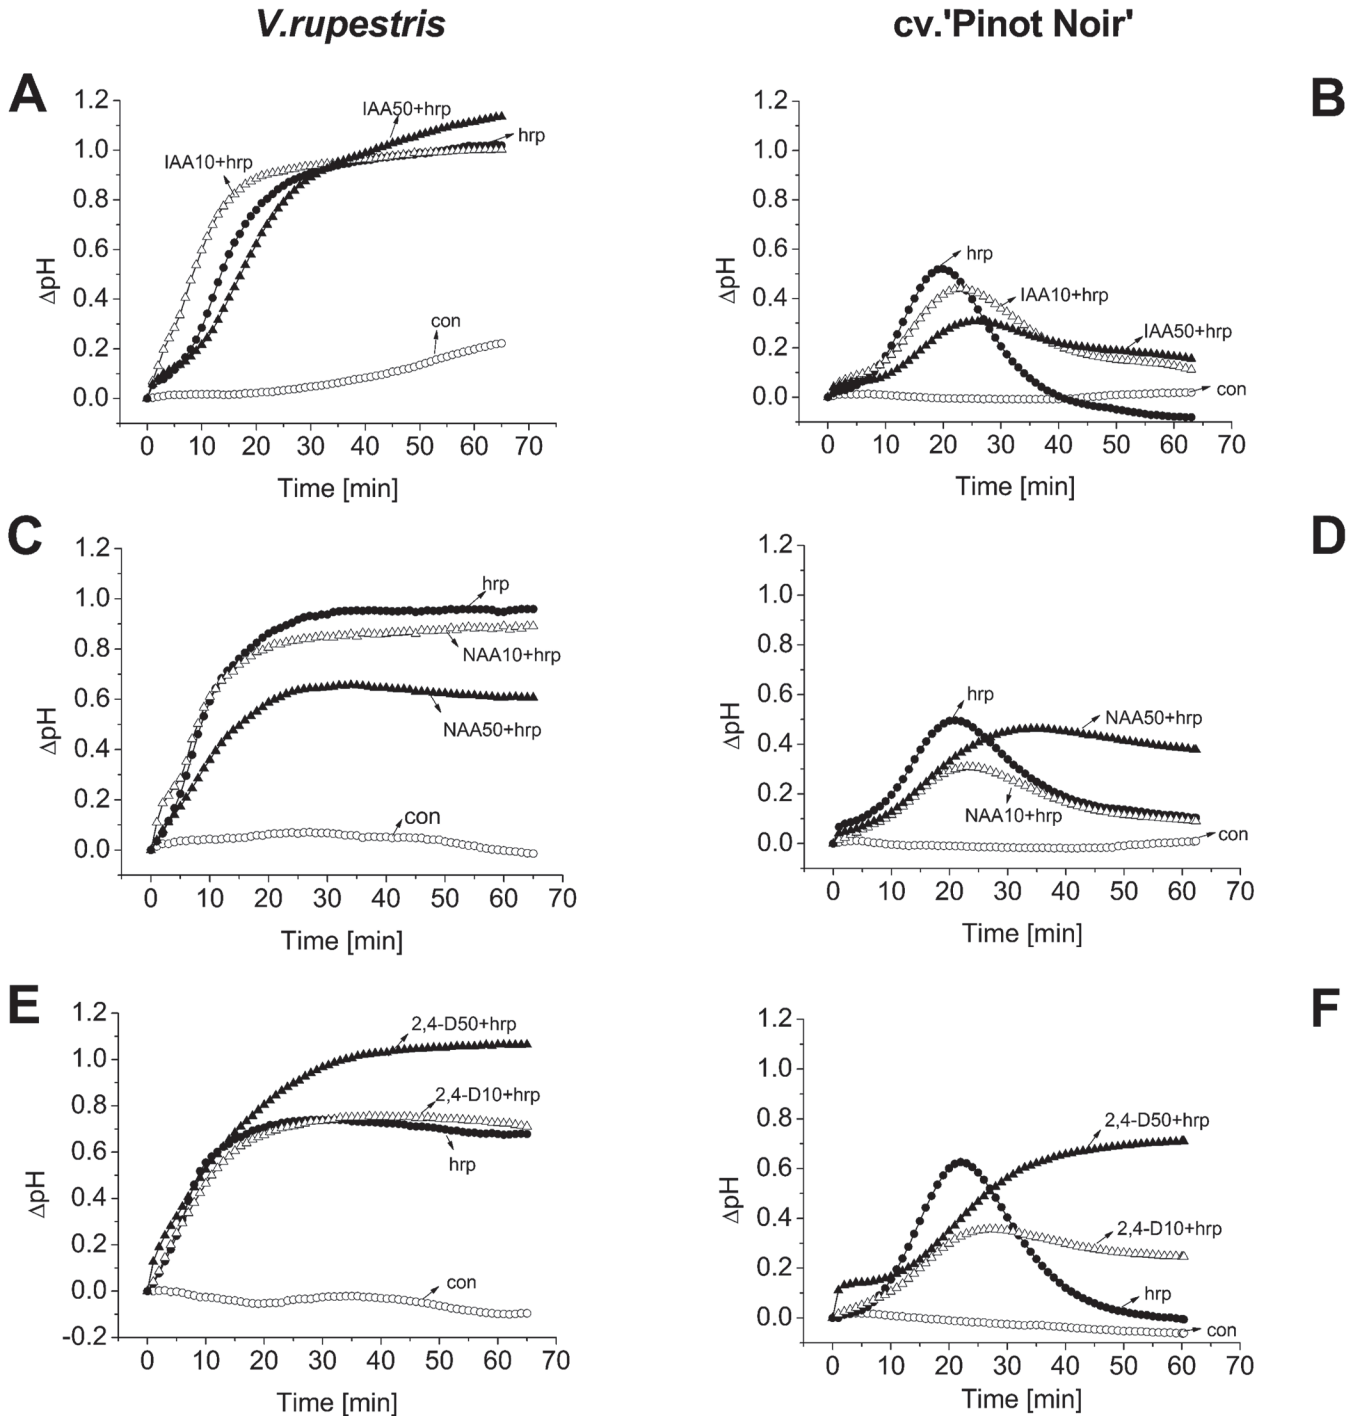 V.rupestris
cv.'Pinot Noir'
A
1.2
1.0
0.8
0.6
0.4
0.2
0.0
ΔpH
IAA50+hrp
hrp
IAA10+hrp
con
0 10 20 30 40 50 60 70
Time [min]
B
1.2
1.0
0.8
0.6
0.4
0.2
0.0
ΔpH
hrp
IAA10+hrp
IAA50+hrp
con
0 10 20 30 40 50 60 70
Time [min]
C
1.2
1.0
0.8
0.6
0.4
0.2
0.0
ΔpH
hrp
NAA10+hrp
NAA50+hrp
con
0 10 20 30 40 50 60 70
Time [min]
D
1.2
1.0
0.8
0.6
0.4
0.2
0.0
ΔpH
hrp
NAA50+hrp
NAA10+hrp
con
0 10 20 30 40 50 60 70
Time [min]
E
1.2
1.0
0.8
0.6
0.4
0.2
0.0
-0.2
ΔpH
2,4-D50+hrp
2,4-D10+hrp
hrp
con
0 10 20 30 40 50 60 70
Time [min]
F
1.2
1.0
0.8
0.6
0.4
0.2
0.0
ΔpH
2,4-D50+hrp
2,4-D10+hrp
hrp
con
0 10 20 30 40 50 60 70
Time [min]